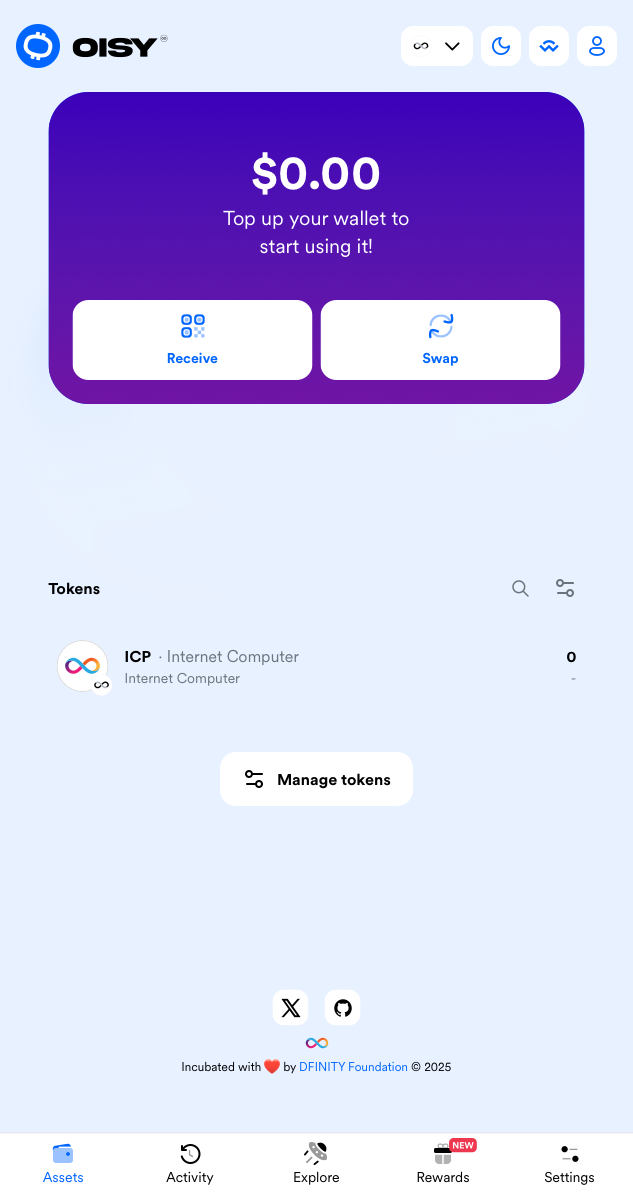 OISY
$0.00
Top up your wallet to
start using it!
Receive
Swap
Tokens
ICP · Internet Computer
0
Internet Computer
-
Manage tokens
Incubated with ❤️ by DFINITY Foundation © 2025
NEW
Assets
Activity
Explore
Rewards
Settings